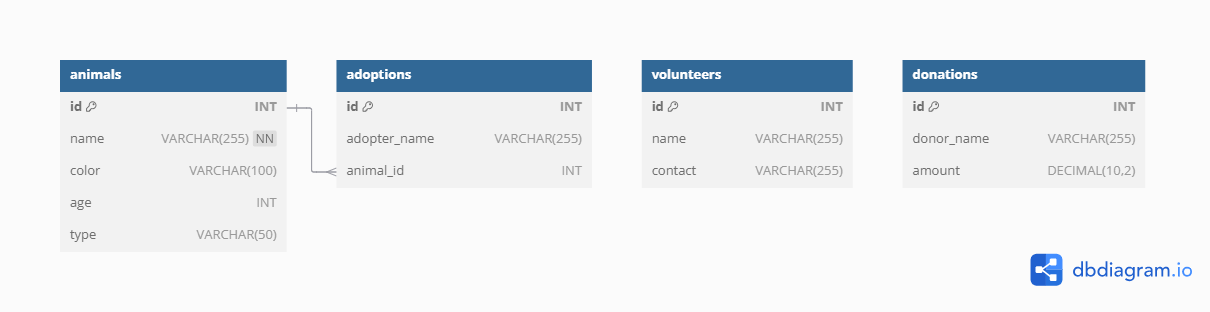 animals
id INT
name VARCHAR(255) NN
color VARCHAR(100)
age INT
type VARCHAR(50)
adoptions
id INT
adopter_name VARCHAR(255)
animal_id INT
volunteers
id INT
name VARCHAR(255)
contact VARCHAR(255)
donations
id INT
donor_name VARCHAR(255)
amount DECIMAL(10,2)
dbdiagram.io